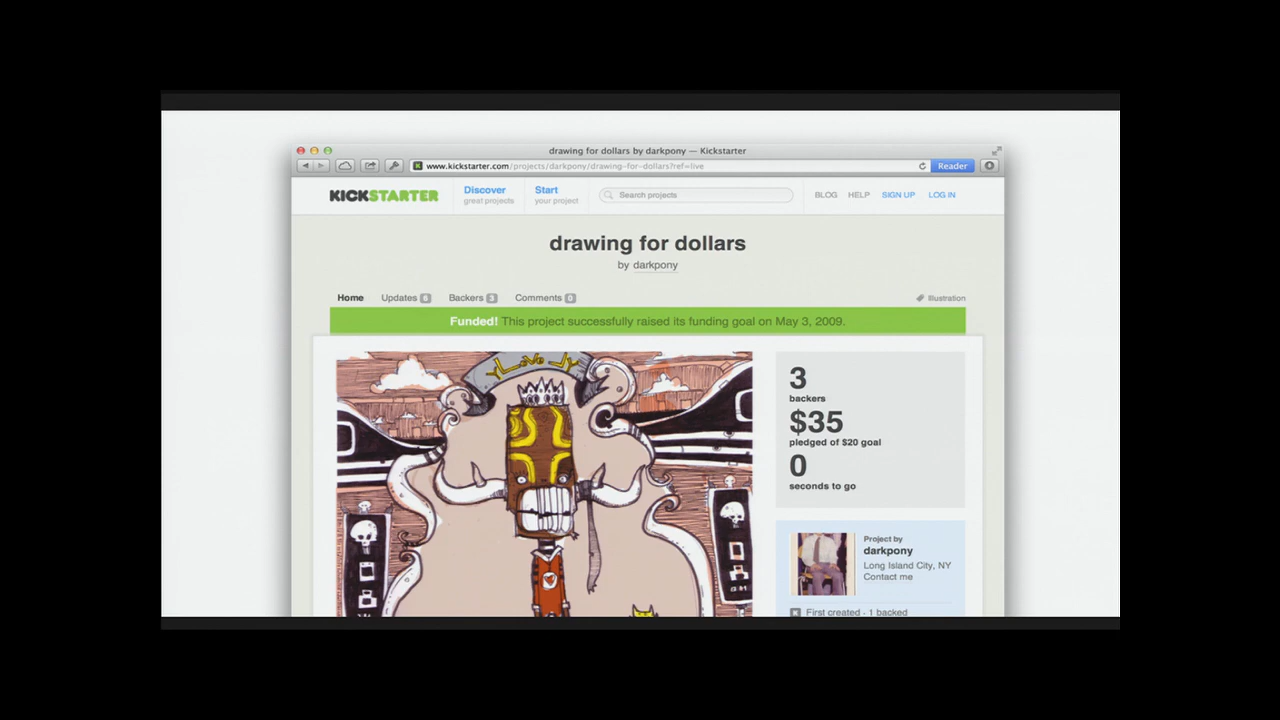 drawing for dollars by darkpony — Kickstarter
www.kickstarter.com/projects/darkpony/drawing-for-dollars?ref=live
Reader
KICKSTARTER
Discover
great projects
Start
your project
Search projects
BLOG HELP SIGN UP LOG IN
drawing for dollars
by darkpony
Home Updates 6 Backers 3 Comments 0
Illustration
Funded! This project successfully raised its funding goal on May 3, 2009.
3
backers
$35
pledged of $20 goal
0
seconds to go
Project by
darkpony
Long Island City, NY
Contact me
First created · 1 backed